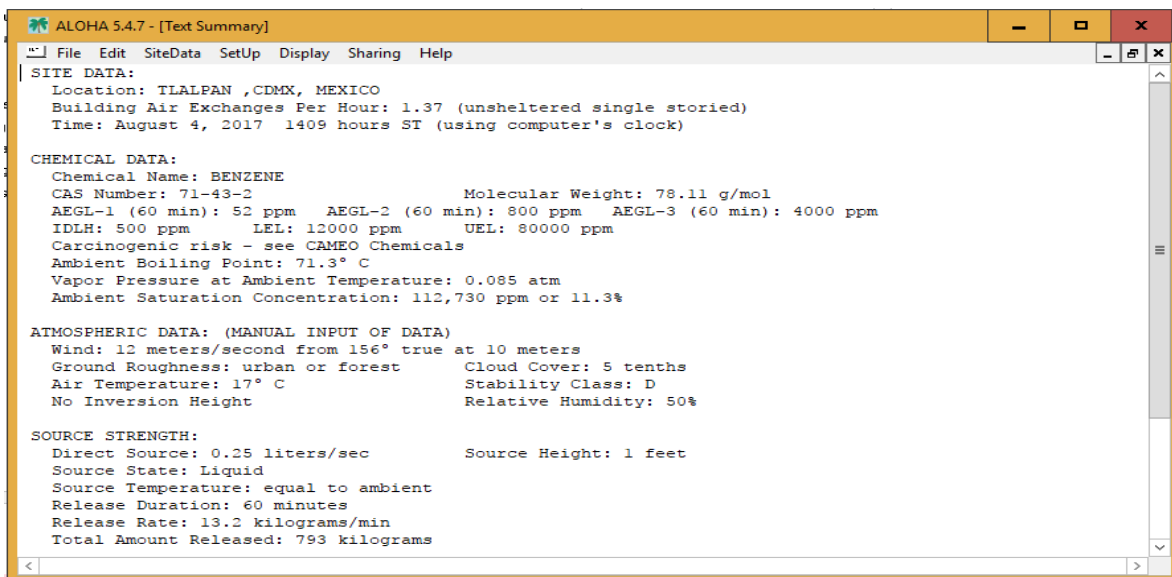 ALOHA 5.4.7 - [Text Summary]
File Edit SiteData SetUp Display Sharing Help
SITE DATA:
Location: TLALPAN ,CDMX, MEXICO
Building Air Exchanges Per Hour: 1.37 (unsheltered single storied)
Time: August 4, 2017 1409 hours ST (using computer's clock)
CHEMICAL DATA:
Chemical Name: BENZENE
CAS Number: 71-43-2 Molecular Weight: 78.11 g/mol
AEGL-1 (60 min): 52 ppm AEGL-2 (60 min): 800 ppm AEGL-3 (60 min): 4000 ppm
IDLH: 500 ppm LEL: 12000 ppm UEL: 80000 ppm
Carcinogenic risk - see CAMEO Chemicals
Ambient Boiling Point: 71.3° C
Vapor Pressure at Ambient Temperature: 0.085 atm
Ambient Saturation Concentration: 112,730 ppm or 11.3%
ATMOSPHERIC DATA: (MANUAL INPUT OF DATA)
Wind: 12 meters/second from 156° true at 10 meters
Ground Roughness: urban or forest Cloud Cover: 5 tenths
Air Temperature: 17° C Stability Class: D
No Inversion Height Relative Humidity: 50%
SOURCE STRENGTH:
Direct Source: 0.25 liters/sec Source Height: 1 feet
Source State: Liquid
Source Temperature: equal to ambient
Release Duration: 60 minutes
Release Rate: 13.2 kilograms/min
Total Amount Released: 793 kilograms